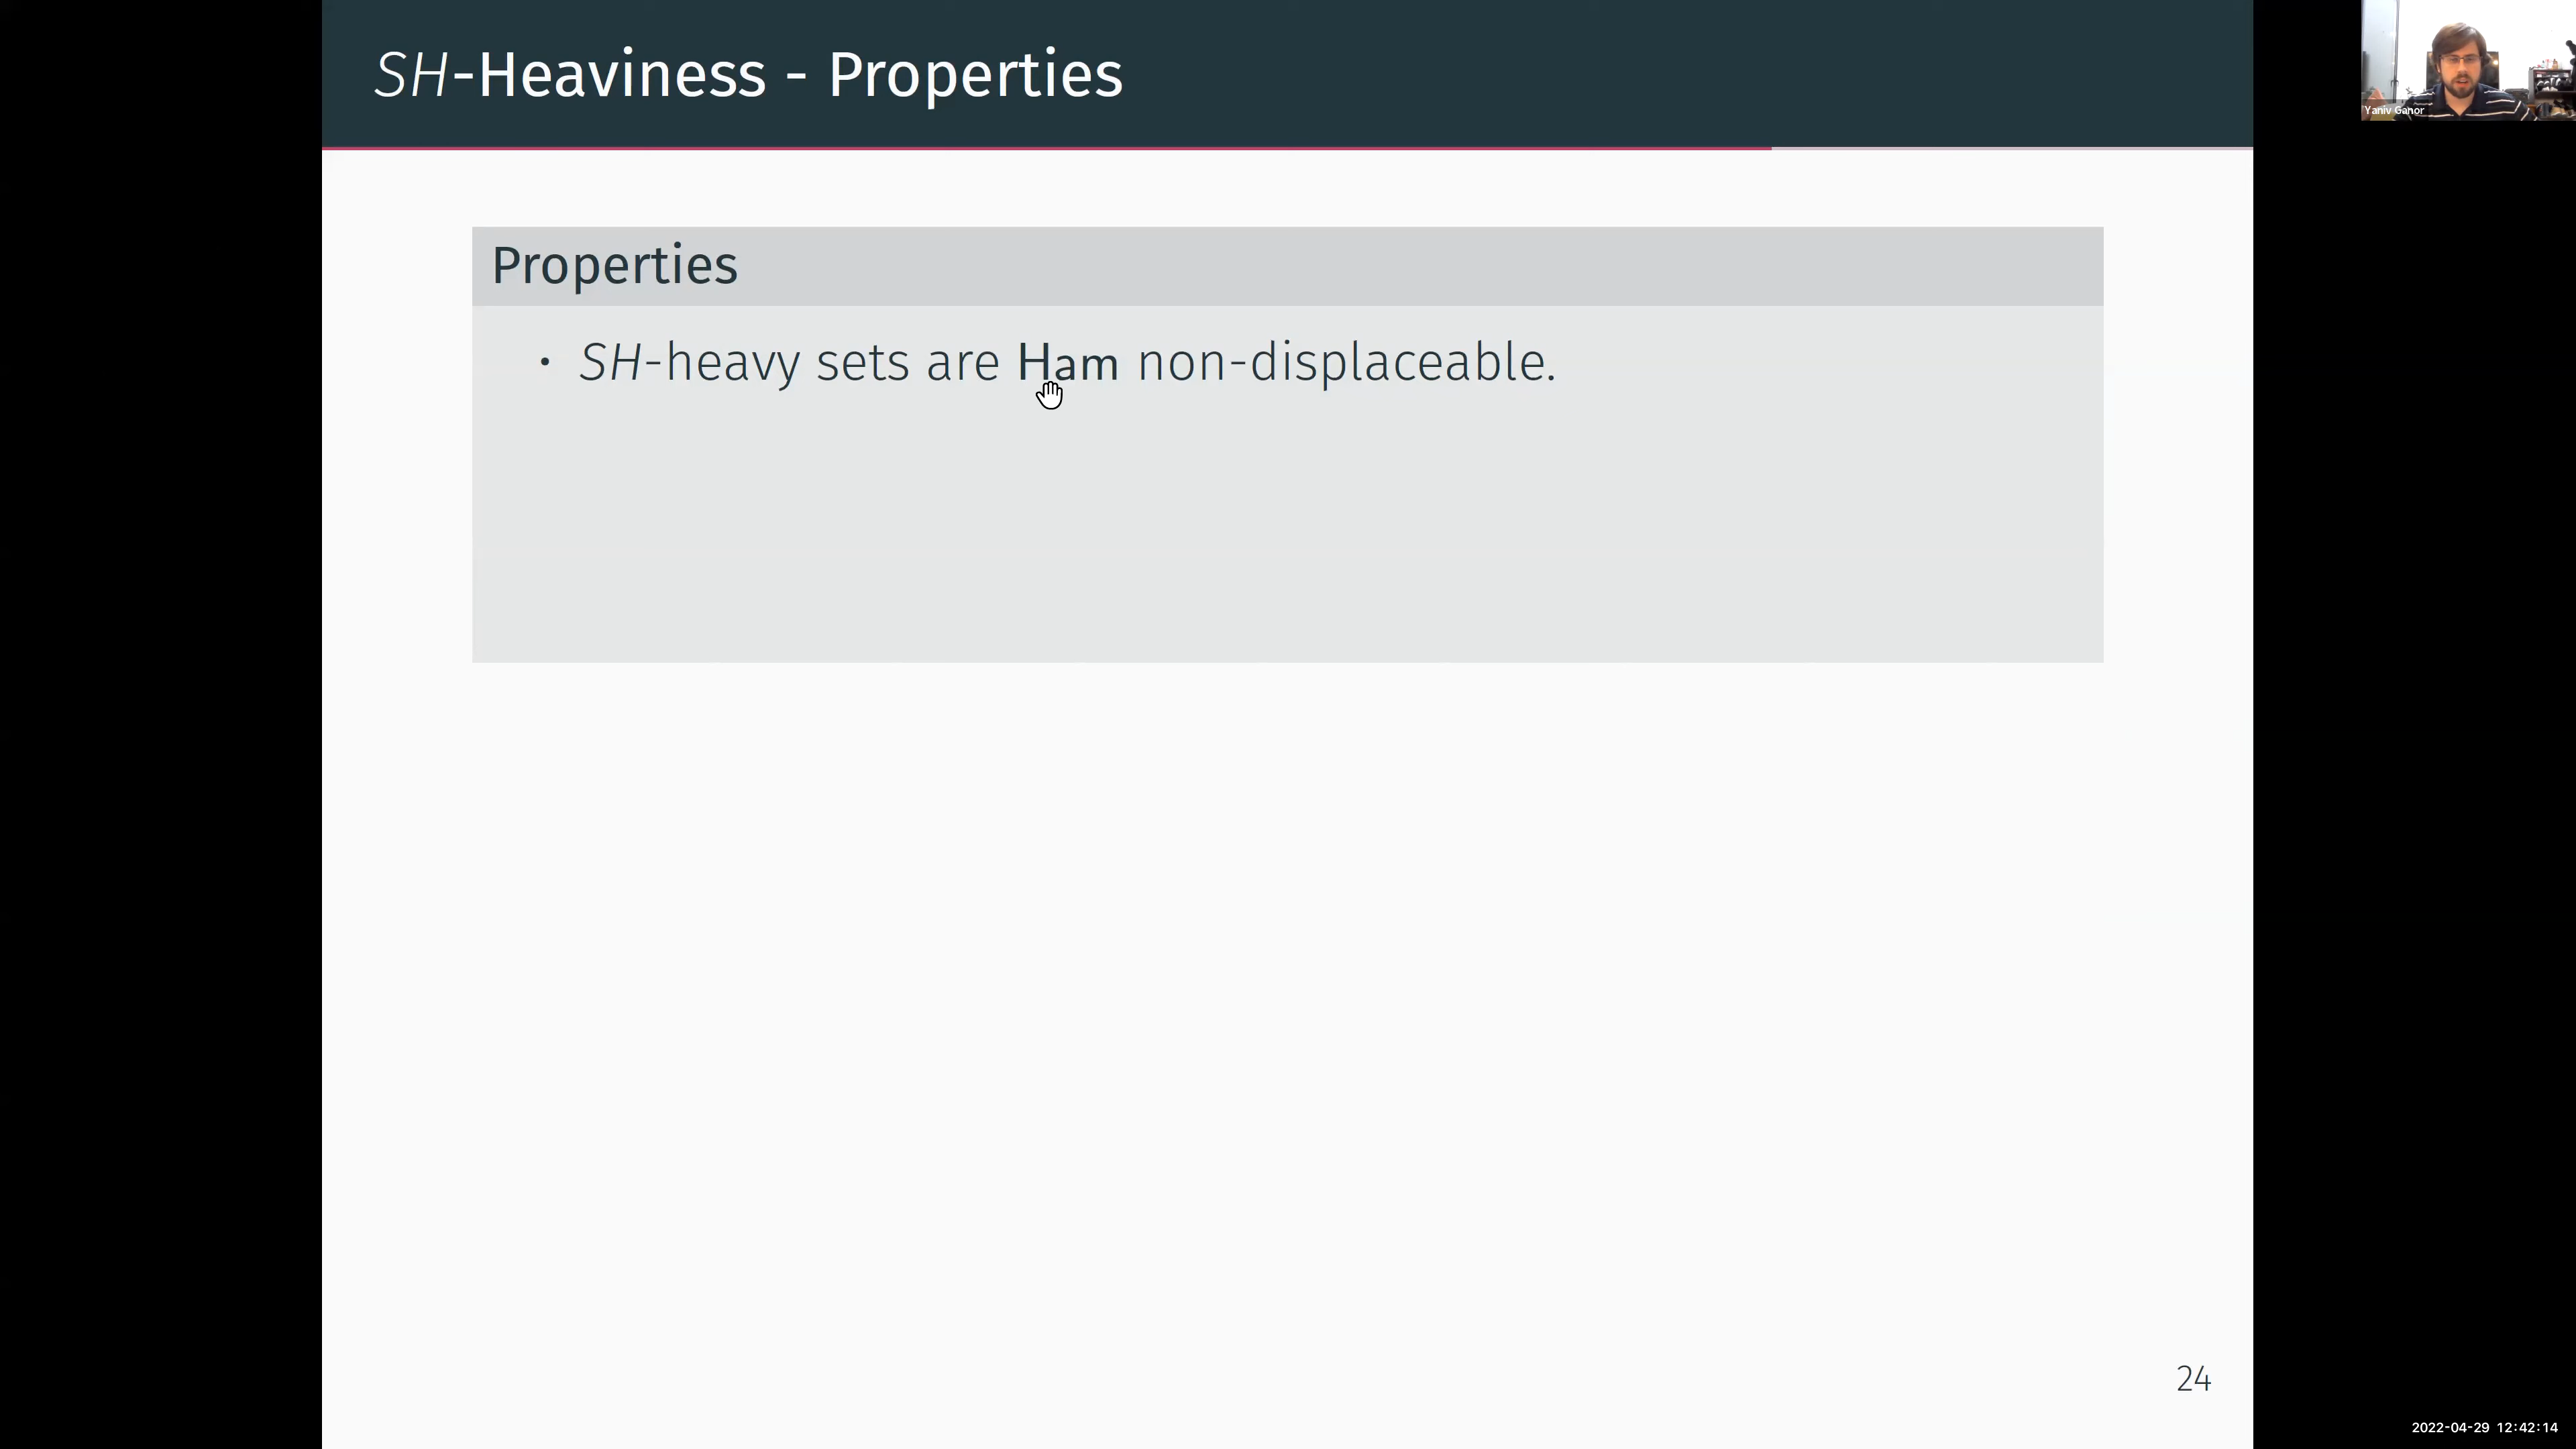 SH-Heaviness - Properties
Yaniv Ganor
Properties
• SH-heavy sets are Ham non-displaceable.
24
2022-04-29 12:42:14